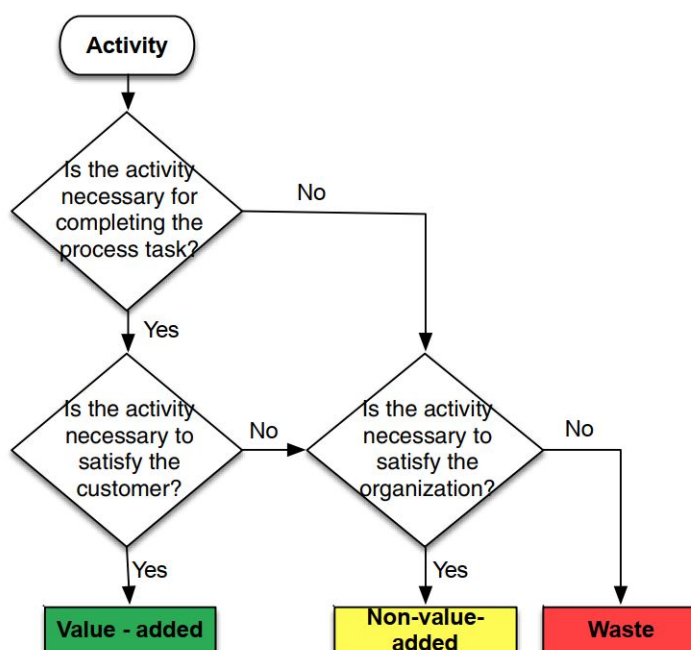 Activity
Is the activity
necessary for
completing the
process task?
No
Yes
Is the activity
necessary to
satisfy the
customer?
No
Is the activity
necessary to
satisfy the
organization?
No
Yes
Yes
Value - added
Non-value-
added
Waste